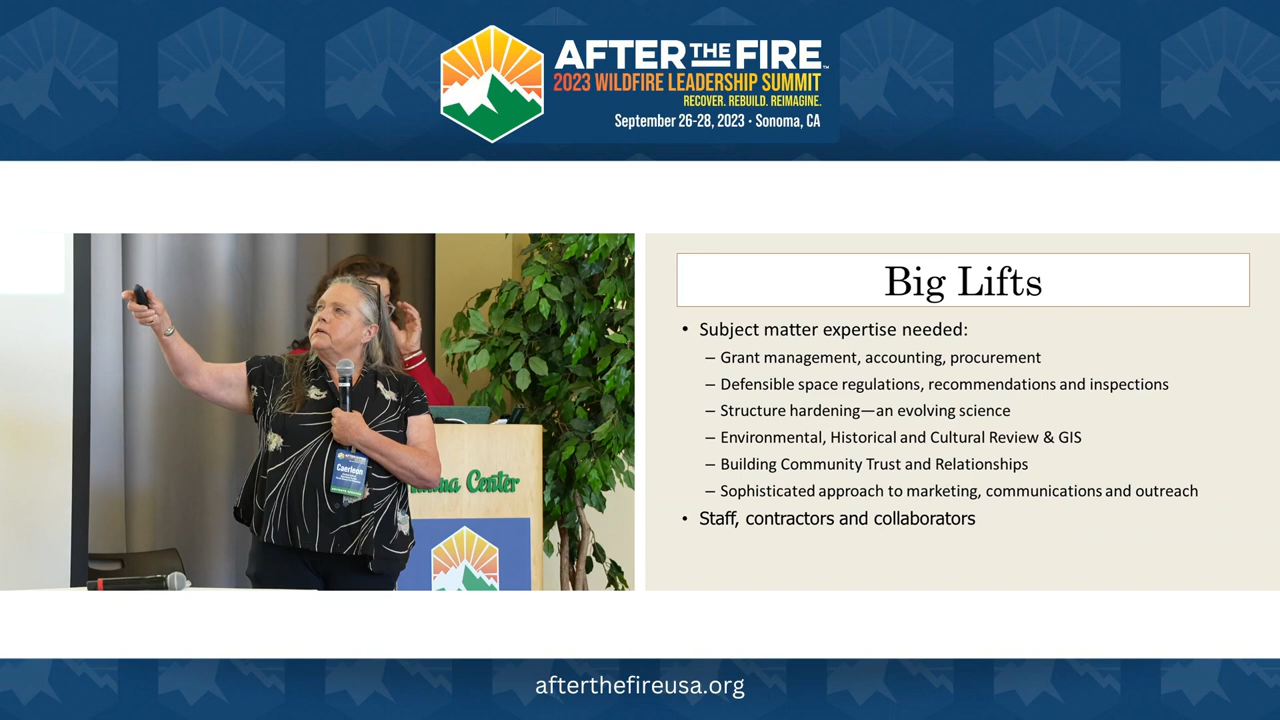 AFTER THE FIRE™
2023 WILDFIRE LEADERSHIP SUMMIT
RECOVER. REBUILD. REIMAGINE.
September 26-28, 2023 · Sonoma, CA
Caerleon
Center
Big Lifts
• Subject matter expertise needed:
– Grant management, accounting, procurement
– Defensible space regulations, recommendations and inspections
– Structure hardening—an evolving science
– Environmental, Historical and Cultural Review & GIS
– Building Community Trust and Relationships
– Sophisticated approach to marketing, communications and outreach
• Staff, contractors and collaborators
afterthefireusa.org